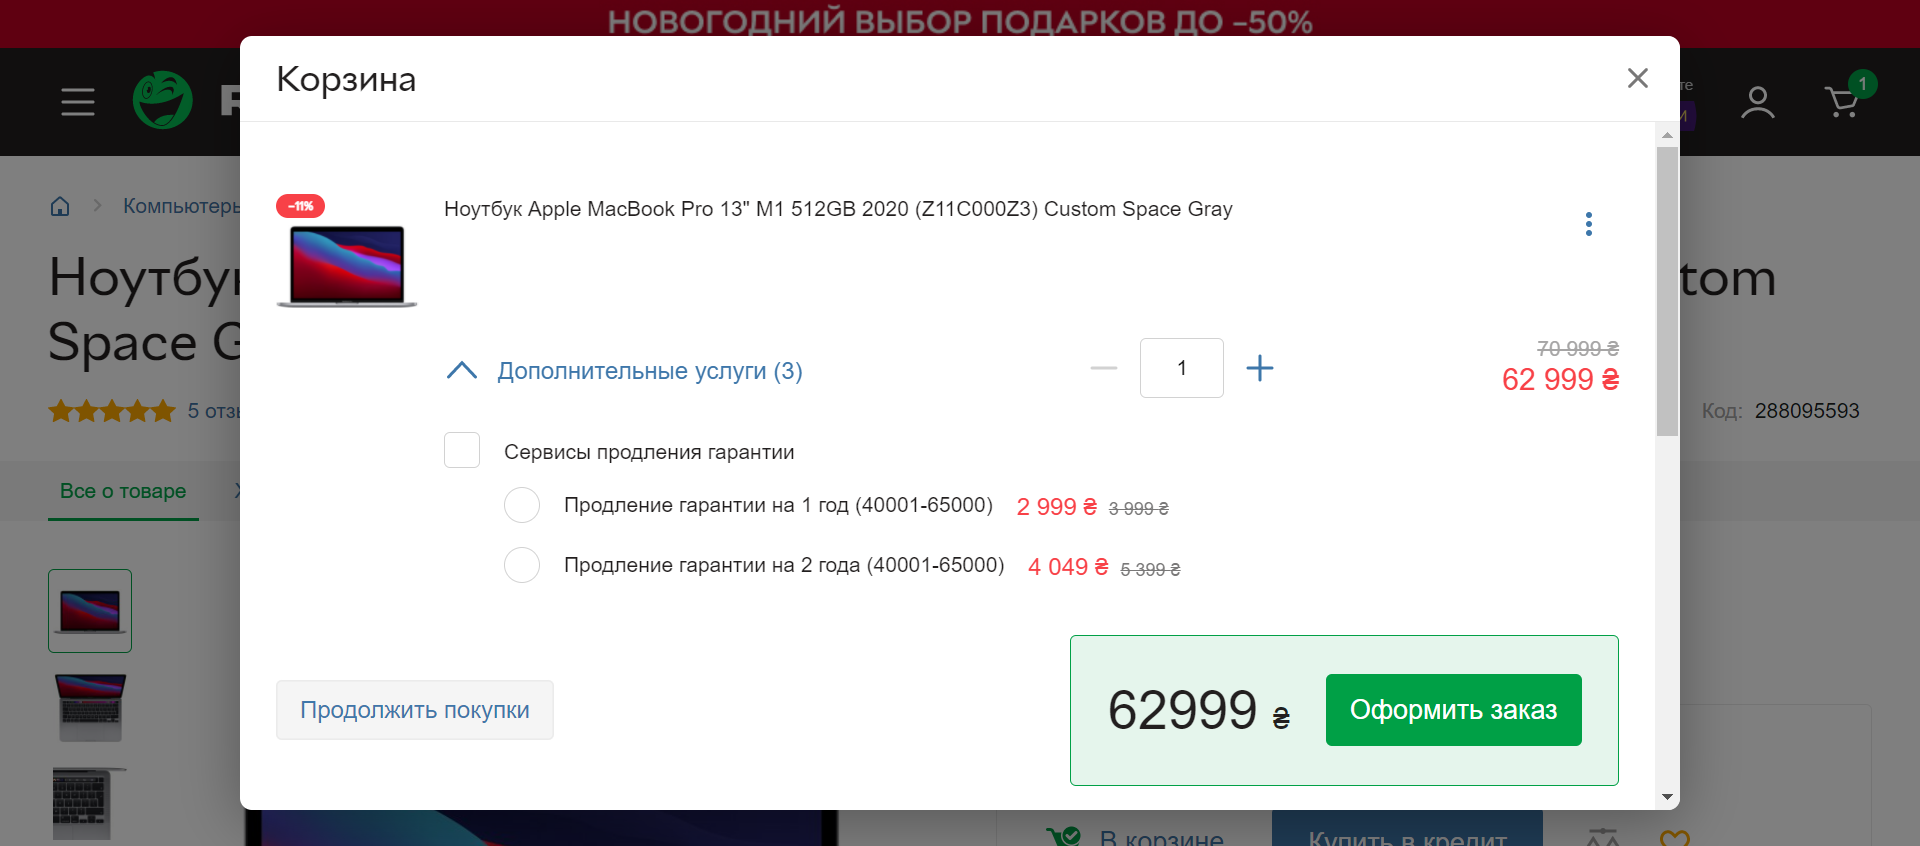 НОВОГОДНИЙ ВЫБОР ПОДАРКОВ ДО –50%
Корзина
1
Компьютеры
Ноутбук
tom
Space G
–11%
Ноутбук Apple MacBook Pro 13" M1 512GB 2020 (Z11C000Z3) Custom Space Gray
Дополнительные услуги (3)
1
70 999 ₴
62 999 ₴
5 отзы
Код: 288095593
Сервисы продления гарантии
Все о товаре
Продление гарантии на 1 год (40001-65000) 2 999 ₴ 3 999 ₴
Продление гарантии на 2 года (40001-65000) 4 049 ₴ 5 399 ₴
Продолжить покупки
62999 ₴
Оформить заказ
В корзине
Купить в кредит